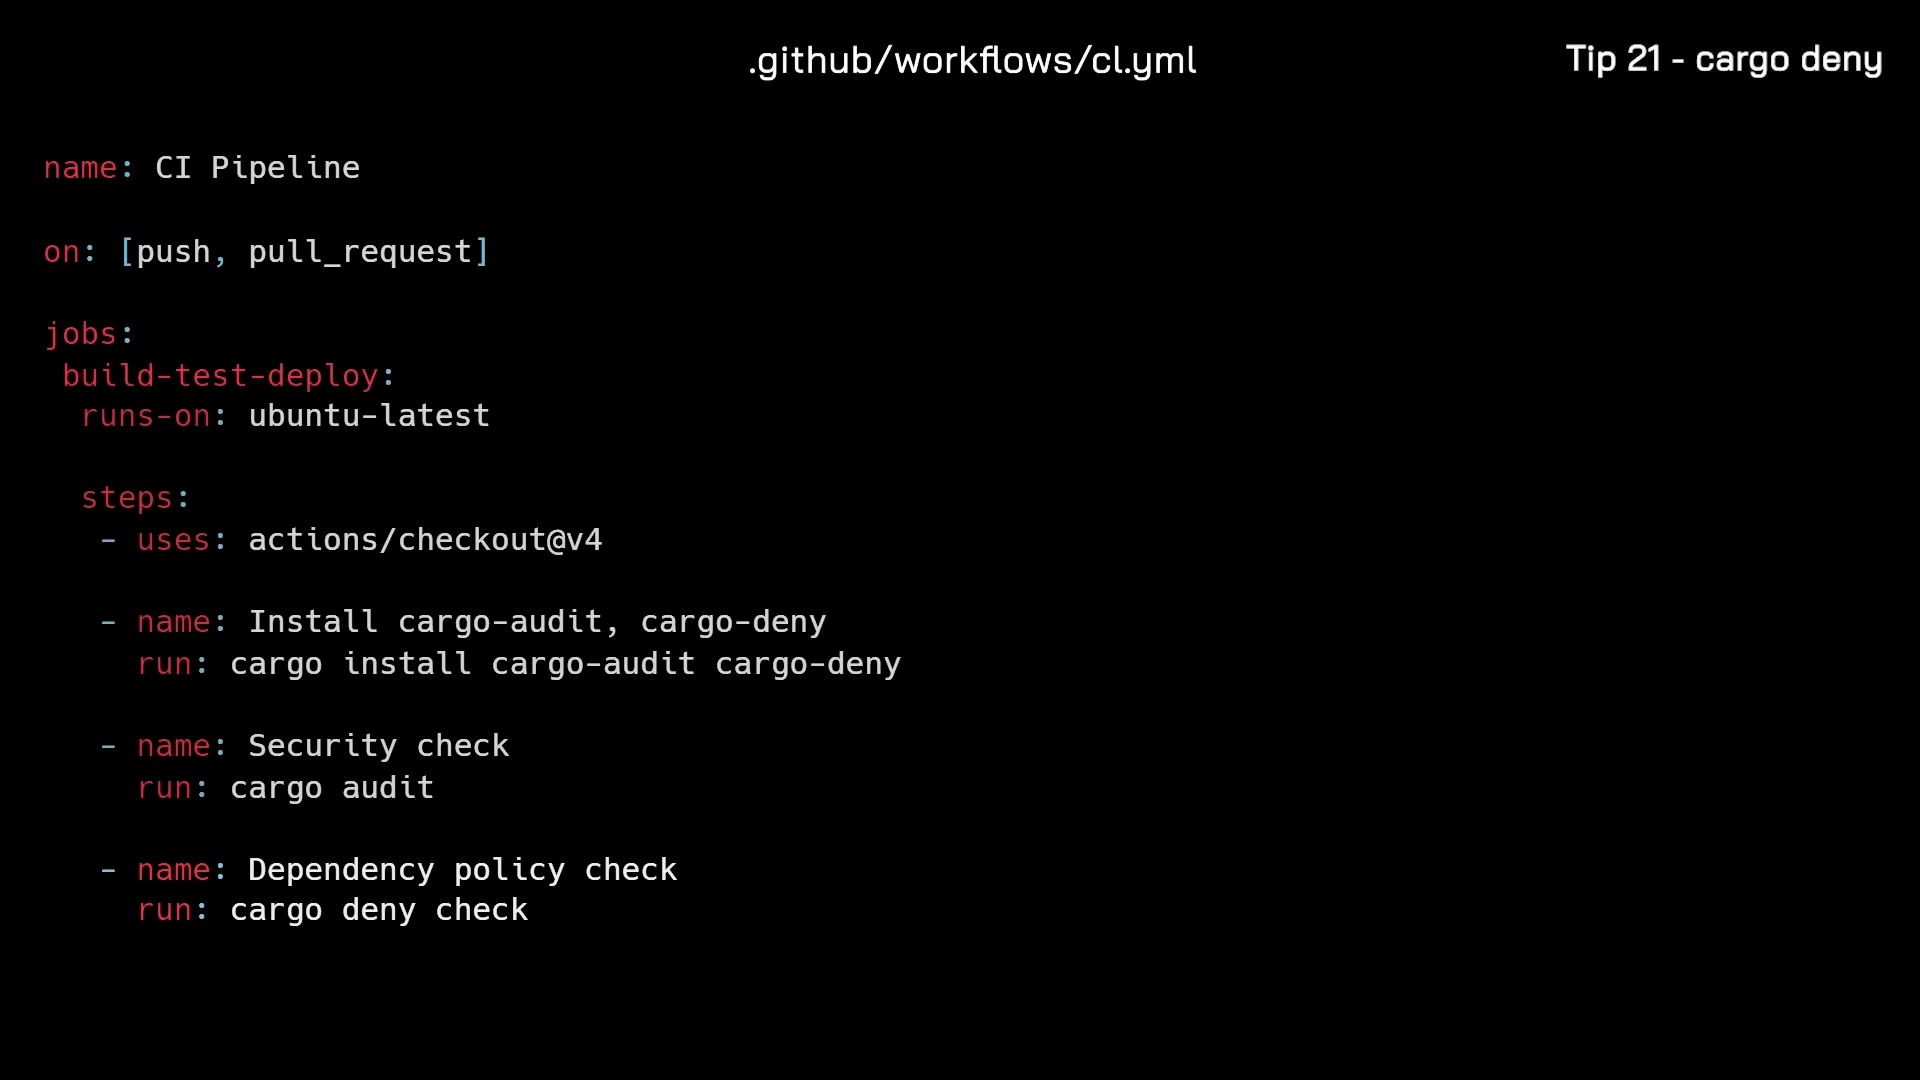 .github/workflows/cl.yml
Tip 21 - cargo deny
name: CI Pipeline
on: [push, pull_request]
jobs:
build-test-deploy:
runs-on: ubuntu-latest
steps:
- uses: actions/checkout@v4
- name: Install cargo-audit, cargo-deny
run: cargo install cargo-audit cargo-deny
- name: Security check
run: cargo audit
- name: Dependency policy check
run: cargo deny check